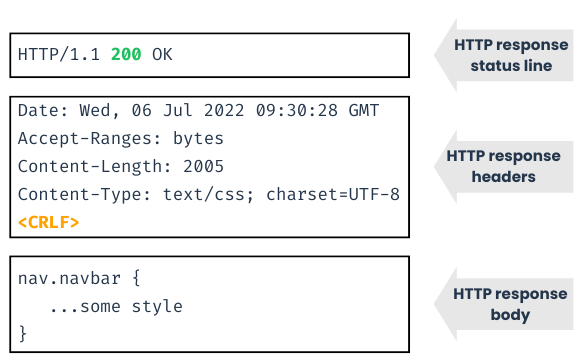 HTTP/1.1 200 OK
HTTP response
status line
Date: Wed, 06 Jul 2022 09:30:28 GMT
Accept-Ranges: bytes
Content-Length: 2005
Content-Type: text/css; charset=UTF-8
<CRLF>
HTTP response
headers
nav.navbar {
   ...some style
}
HTTP response
body